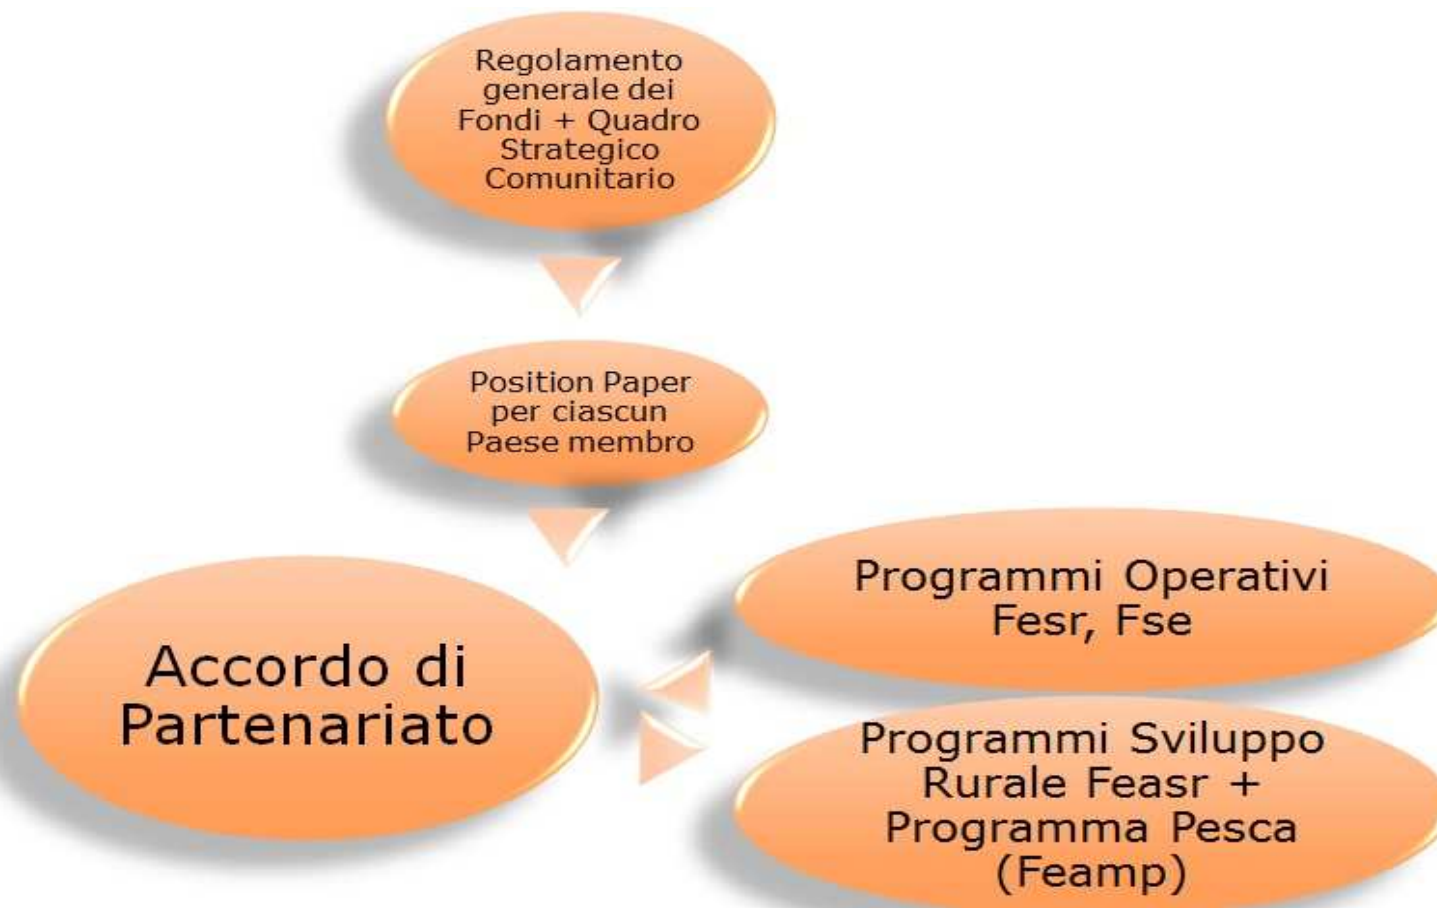 Regolamento
generale dei
Fondi + Quadro
Strategico
Comunitario
Position Paper
per ciascun
Paese membro
Accordo di
Partenariato
Programmi Operativi
Fesr, Fse
Programmi Sviluppo
Rurale Feasr +
Programma Pesca
(Feamp)